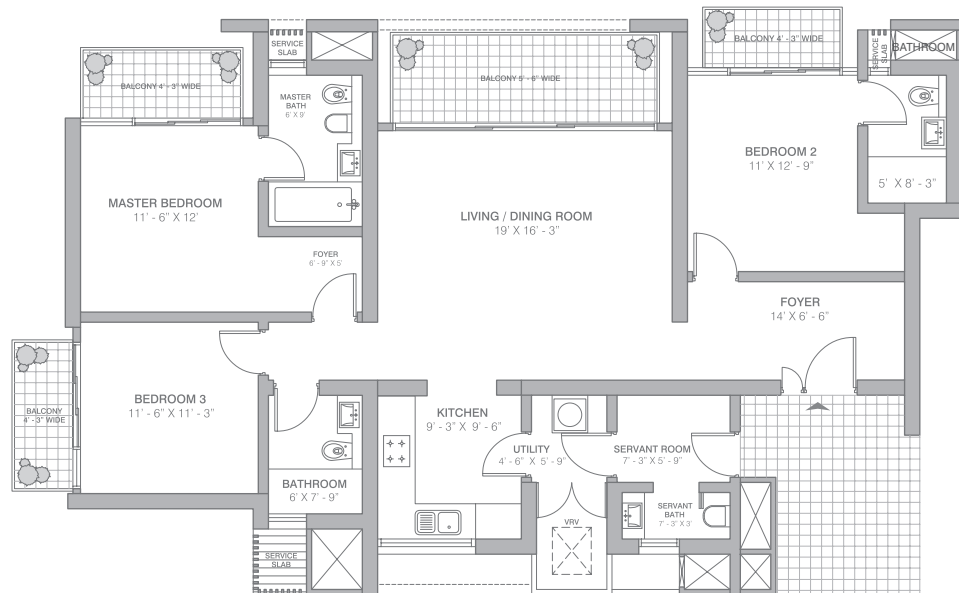 SERVICE
SLAB
BALCONY 4' - 3" WIDE
SERVICE
SLAB
BATHROOM
BALCONY 4' - 3" WIDE
BALCONY 5' - 6" WIDE
MASTER
BATH
6' X 9'
BEDROOM 2
11' X 12' - 9"
5' X 8' - 3"
MASTER BEDROOM
11' - 6" X 12'
LIVING / DINING ROOM
19' X 16' - 3"
FOYER
6' - 9" X 5'
FOYER
14' X 6' - 6"
BEDROOM 3
11' - 6" X 11' - 3"
BALCONY
4' - 3" WIDE
KITCHEN
9' - 3" X 9' - 6"
UTILITY
4' - 6" X 5' - 9"
SERVANT ROOM
7' - 3" X 5' - 9"
BATHROOM
6' X 7' - 9"
SERVANT
BATH
7' - 3" X 3'
VRV
SERVICE
SLAB